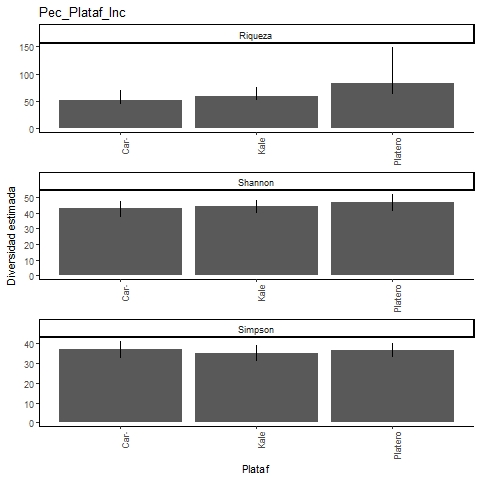 Pec_Plataf_Inc
Riqueza
150
100
50
0
Car-
Kale
Platero
Diversidad estimada
Shannon
50
40
30
20
10
0
Car-
Kale
Platero
Simpson
40
30
20
10
0
Car-
Kale
Platero
Plataf